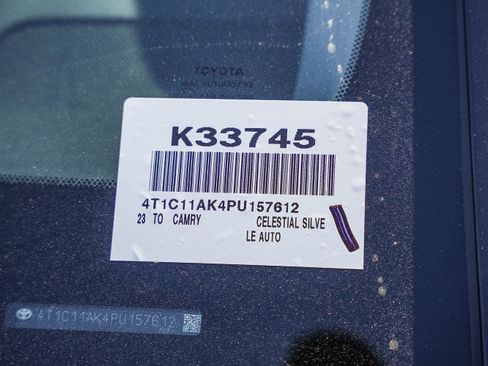 TOYOTA
K33745
4T1C11AK4PU157612
23 TO CAMRY CELESTIAL SILVE
LE AUTO
4T1C11AK4PU157612